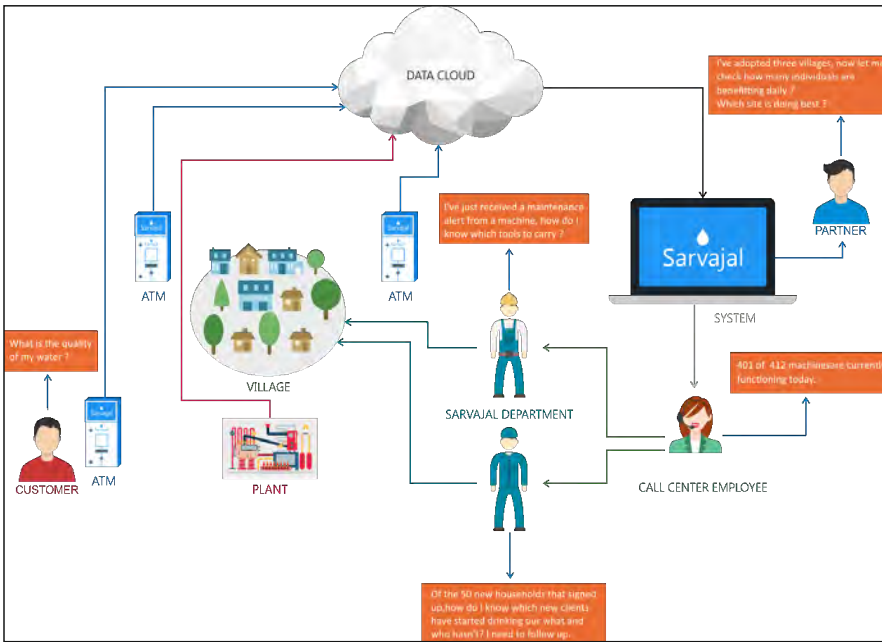 DATA CLOUD
I've adopted three villages, now let m
check how many individuals are
benefitting daily ?
Which site is doing best ?
PARTNER
I've just received a maintenance
alert from a machine, how do I
know which tools to carry ?
Sarvajal
ATM
Sarvajal
ATM
Sarvajal
SYSTEM
What is the quality
of my water ?
CUSTOMER
Sarvajal
ATM
VILLAGE
PLANT
SARVAJAL DEPARTMENT
401 of 412 machinesare current
functioning today.
CALL CENTER EMPLOYEE
Of the 50 new households that signed
up,how do I know which new clients
have started drinking our what and
who hasn't? I need to follow up.